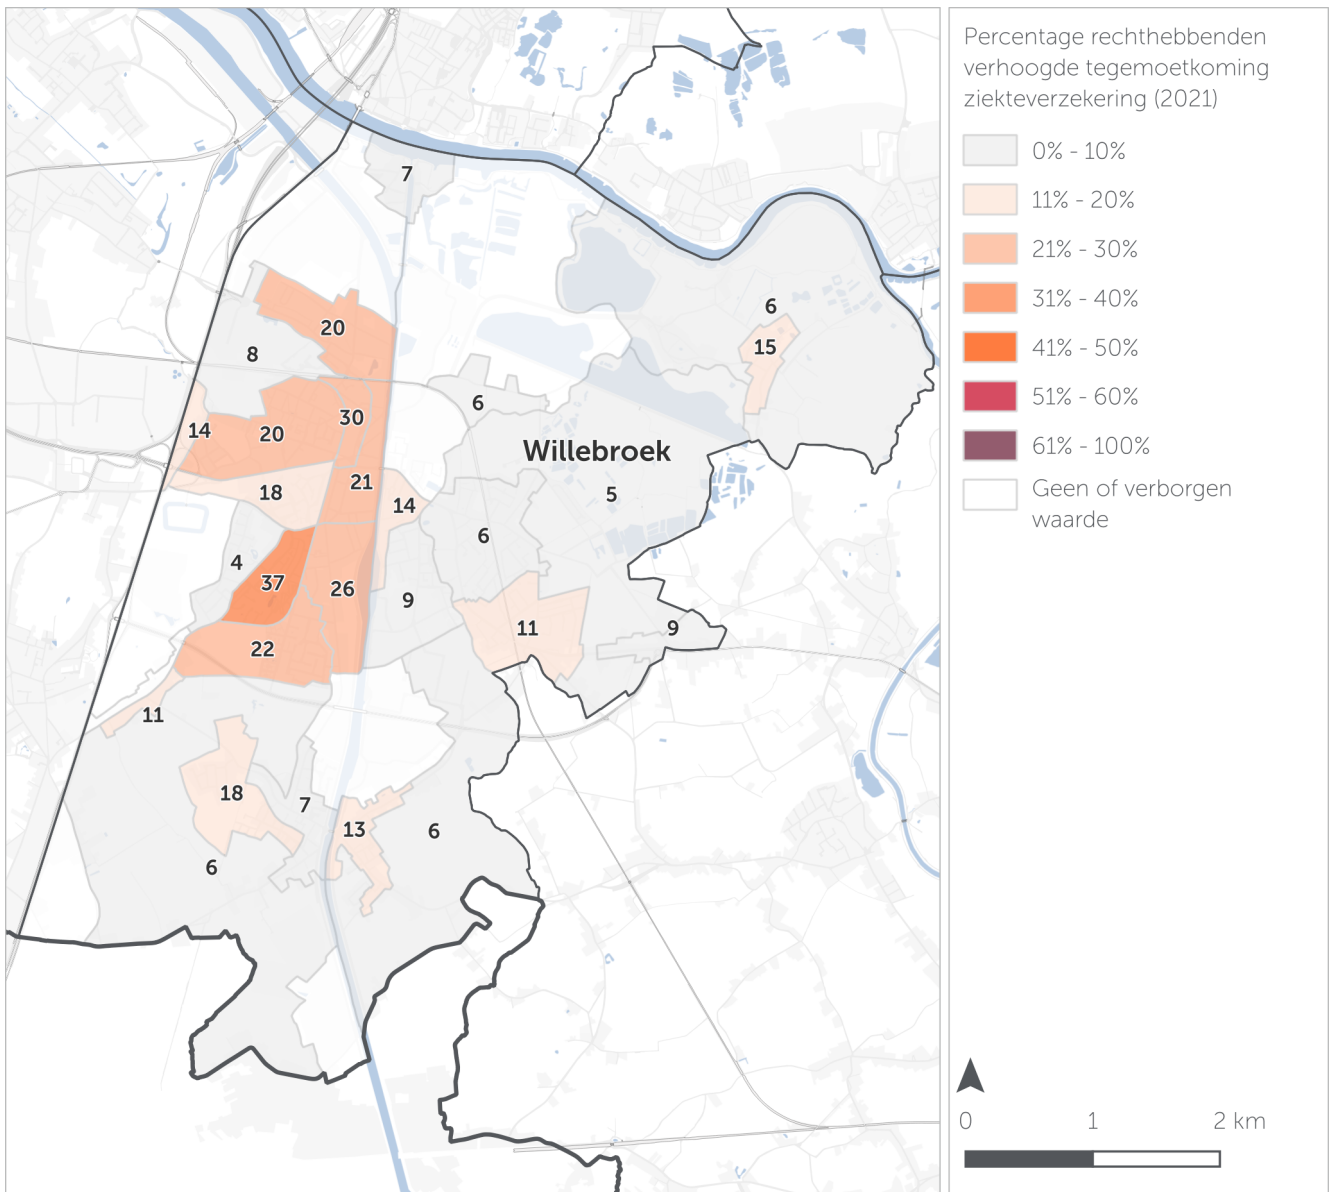 7
6
20
15
8
6
30
14
20
Willebroek
21
18
5
14
6
4
37
26
9
11
9
22
11
18
7
13
6
6
Percentage rechthebbenden
verhoogde tegemoetkoming
ziekteverzekering (2021)
0% - 10%
11% - 20%
21% - 30%
31% - 40%
41% - 50%
51% - 60%
61% - 100%
Geen of verborgen
waarde
0 1 2 km